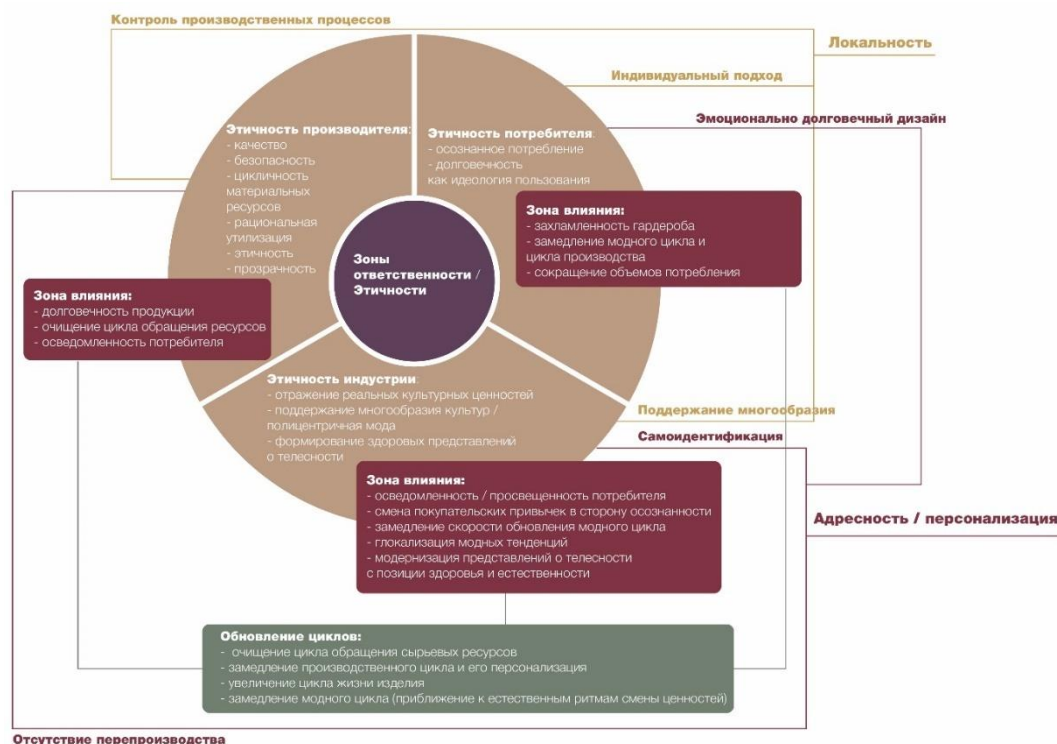 Контроль производственных процессов
Локальность
Индивидуальный подход
Эмоционально долговечный дизайн
Этичность производителя:
- качество
- безопасность
- цикличность
материальных
ресурсов
- рациональная
утилизация
- этичность
- прозрачность
Этичность потребителя:
- осознанное потребление
- долговечность
как идеология пользования
Зона влияния:
- захламленность гардероба
- замедление модного цикла и
цикла производства
- сокращение объемов потребления
Зоны
ответственности /
Этичности
Зона влияния:
- долговечность продукции
- очищение цикла обращения ресурсов
- осведомленность потребителя
Этичность индустрии:
- отражение реальных культурных ценностей
- поддержание многообразия культур /
полицентричная мода
- формирование здоровых представлений
о телесности
Поддержание многообразия
Самоидентификация
Зона влияния:
- осведомленность / просвещенность потребителя
- смена покупательских привычек в сторону осознанности
- замедление скорости обновления модного цикла
- глокализация модных тенденций
- модернизация представлений о телесности
с позиции здоровья и естественности
Адресность / персонализация
Обновление циклов:
- очищение цикла обращения сырьевых ресурсов
- замедление производственного цикла и его персонализация
- увеличение цикла жизни изделия
- замедление модного цикла (приближение к естественным ритмам смены ценностей)
Отсутствие перепроизводства